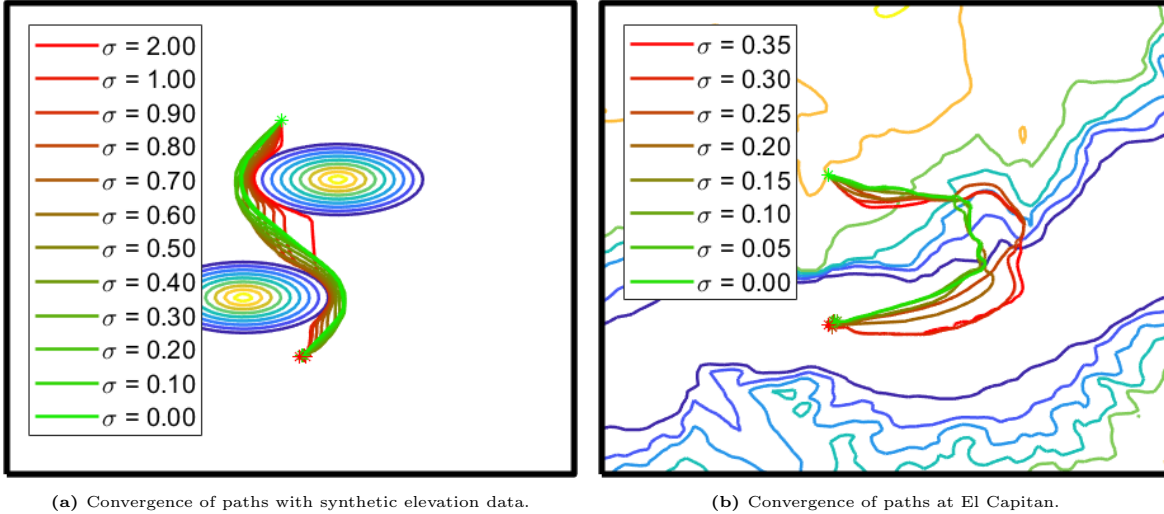 σ = 2.00
σ = 1.00
σ = 0.90
σ = 0.80
σ = 0.70
σ = 0.60
σ = 0.50
σ = 0.40
σ = 0.30
σ = 0.20
σ = 0.10
σ = 0.00
(a) Convergence of paths with synthetic elevation data.
σ = 0.35
σ = 0.30
σ = 0.25
σ = 0.20
σ = 0.15
σ = 0.10
σ = 0.05
σ = 0.00
(b) Convergence of paths at El Capitan.